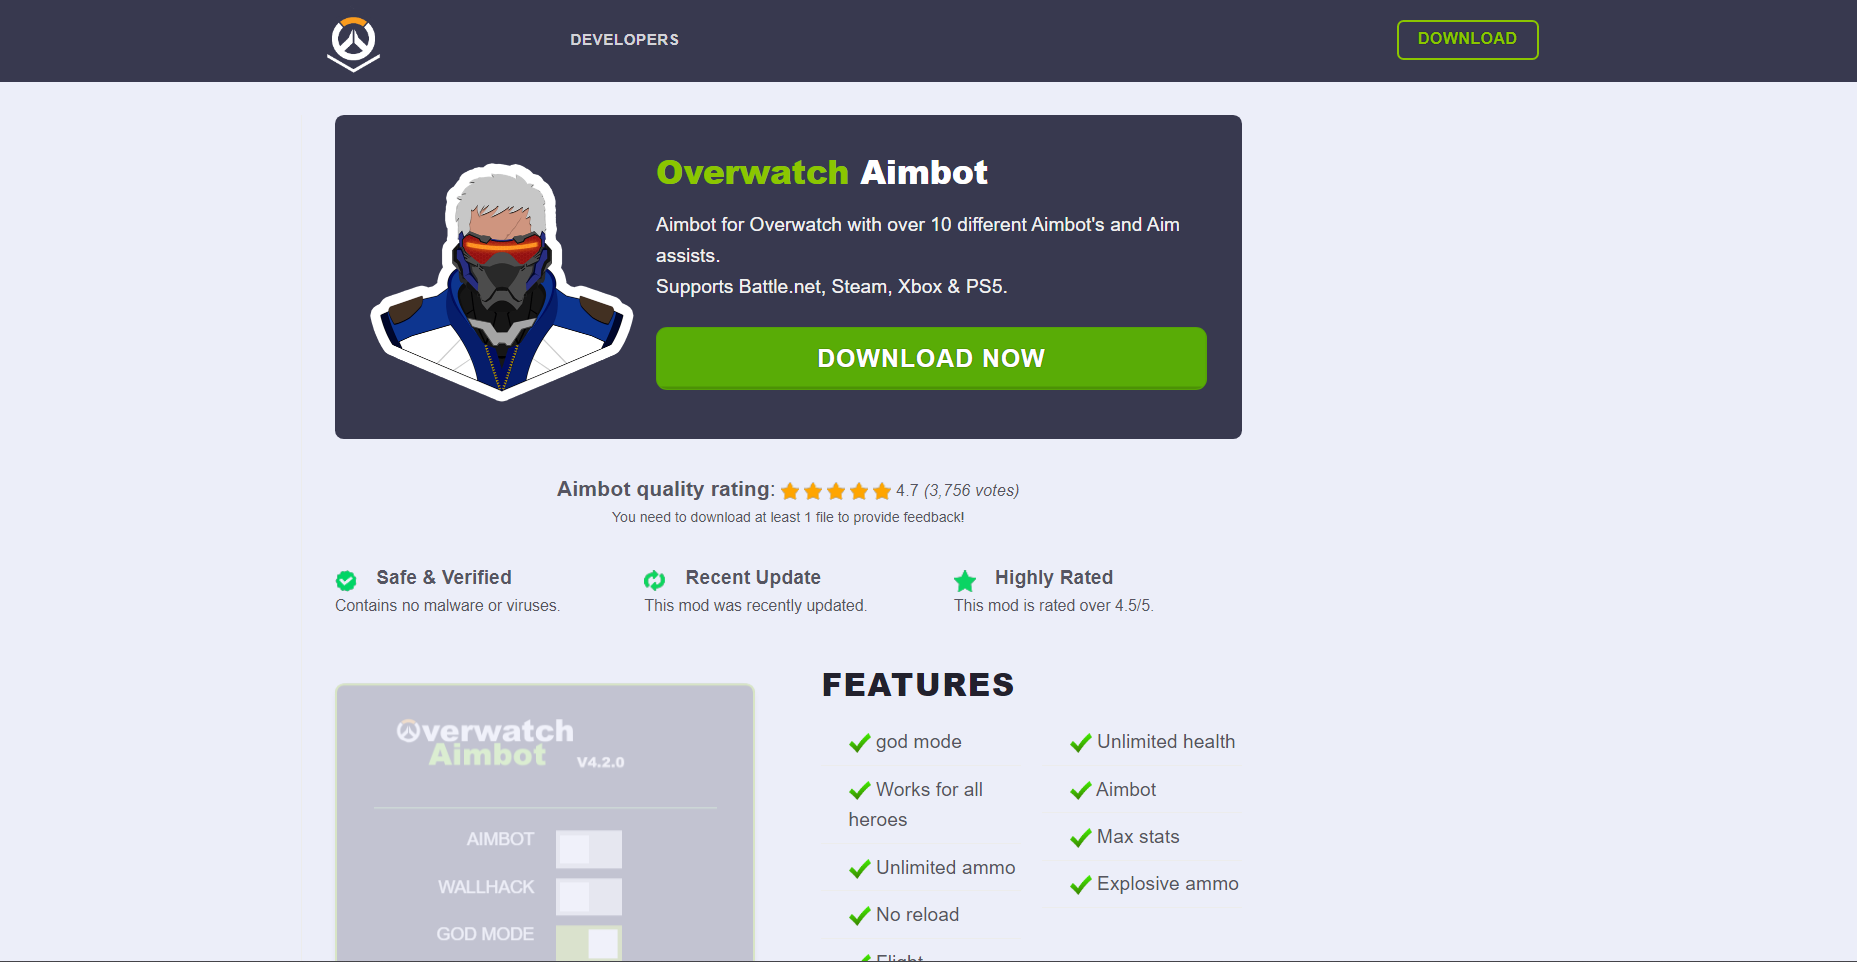 DEVELOPERS
DOWNLOAD
Overwatch Aimbot
Aimbot for Overwatch with over 10 different Aimbot's and Aim
assists.
Supports Battle.net, Steam, Xbox & PS5.
DOWNLOAD NOW
Aimbot quality rating: 4.7 (3,756 votes)
You need to download at least 1 file to provide feedback!
Safe & Verified
Contains no malware or viruses.
Recent Update
This mod was recently updated.
Highly Rated
This mod is rated over 4.5/5.
Overwatch
Aimbot V4.2.0
AIMBOT
WALLHACK
GOD MODE
FEATURES
god mode
Works for all
heroes
Unlimited ammo
No reload
Flight
Unlimited health
Aimbot
Max stats
Explosive ammo